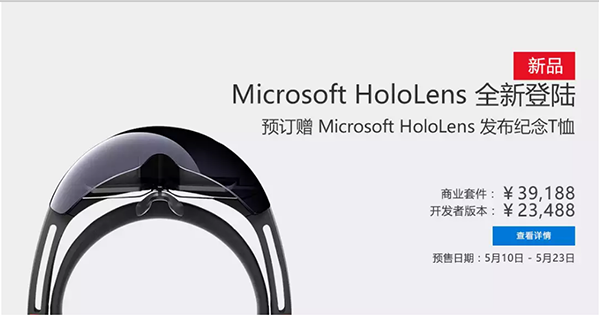 新品
Microsoft HoloLens 全新登陆
预订赠 Microsoft HoloLens 发布纪念T恤
商业套件：￥39,188
开发者版本：￥23,488
查看详情
预售日期：5月10日 - 5月23日